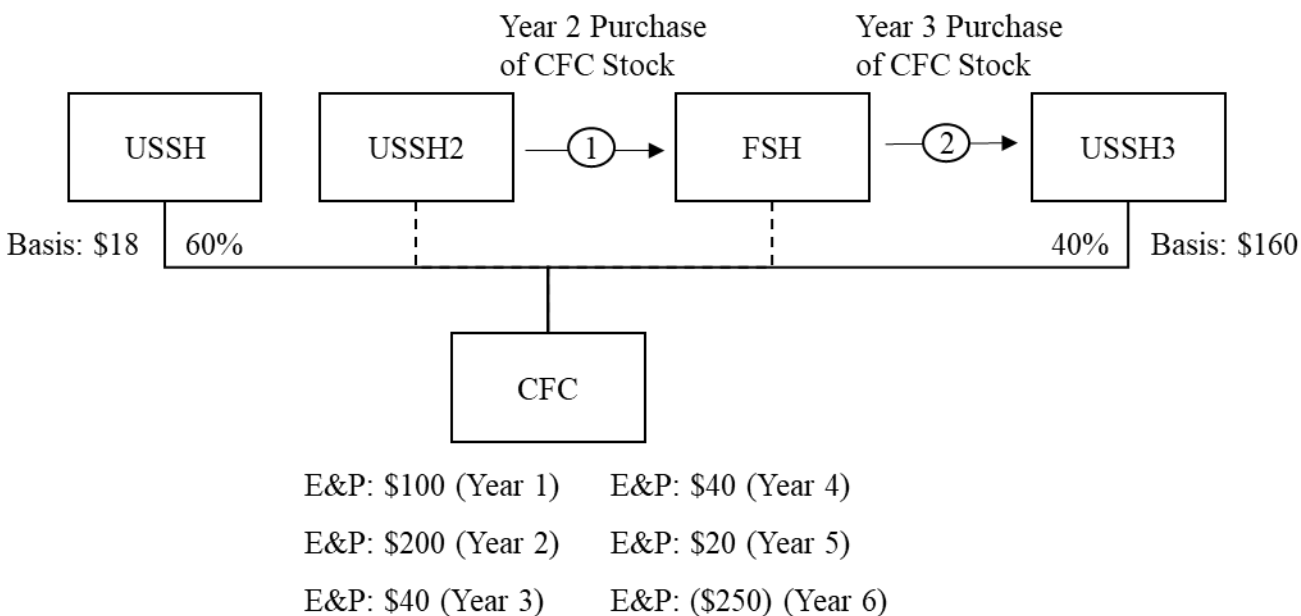 Year 2 Purchase
of CFC Stock
Year 3 Purchase
of CFC Stock
USSH
USSH2
1
FSH
2
USSH3
Basis: $18
60%
40%
Basis: $160
CFC
E&P: $100 (Year 1)
E&P: $40 (Year 4)
E&P: $200 (Year 2)
E&P: $20 (Year 5)
E&P: $40 (Year 3)
E&P: ($250) (Year 6)